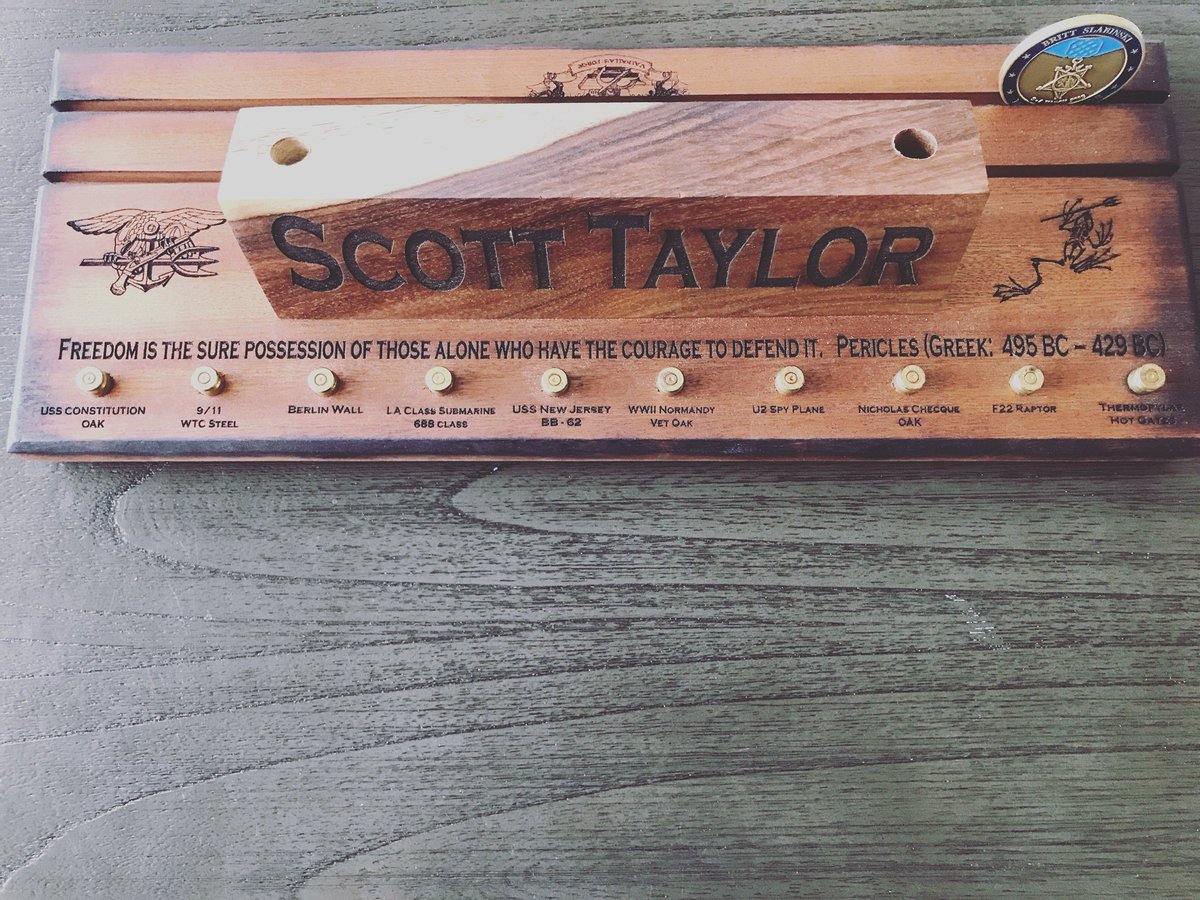 VALHALLAS FORGE
BRITT SLABINSKI
SCOTT TAYLOR
FREEDOM IS THE SURE POSSESSION OF THOSE ALONE WHO HAVE THE COURAGE TO DEFEND IT. PERICLES (GREEK: 495 BC – 429 BC)
USS CONSTITUTION
OAK
9/11
WTC STEEL
BERLIN WALL
LA CLASS SUBMARINE
688 CLASS
USS NEW JERSEY
BB - 62
WWII NORMANDY
VET OAK
U2 SPY PLANE
NICHOLAS CHECQUE
OAK
F22 RAPTOR
THERMOPYLAE
HOT GATES